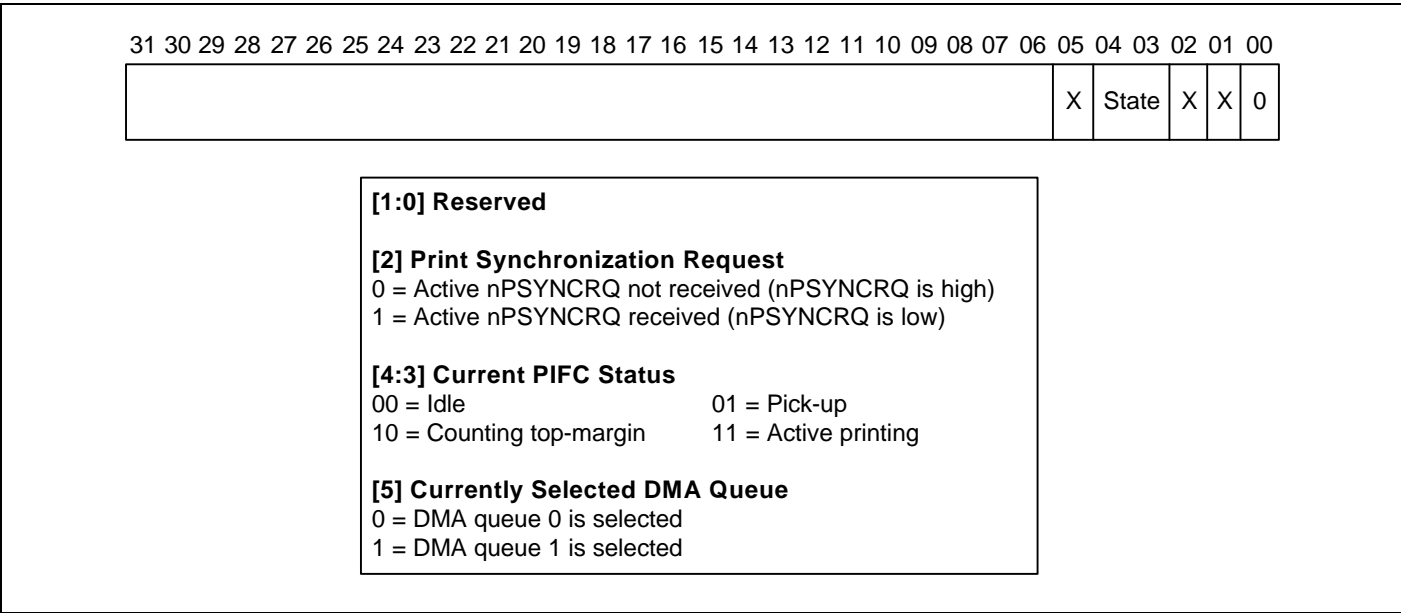 31 30 29 28 27 26 25 24 23 22 21 20 19 18 17 16 15 14 13 12 11 10 09 08 07 06 05 04 03 02 01 00
X State X X 0
[1:0] Reserved
[2] Print Synchronization Request
0 = Active nPSYNCRQ not received (nPSYNCRQ is high)
1 = Active nPSYNCRQ received (nPSYNCRQ is low)
[4:3] Current PIFC Status
00 = Idle 01 = Pick-up
10 = Counting top-margin 11 = Active printing
[5] Currently Selected DMA Queue
0 = DMA queue 0 is selected
1 = DMA queue 1 is selected